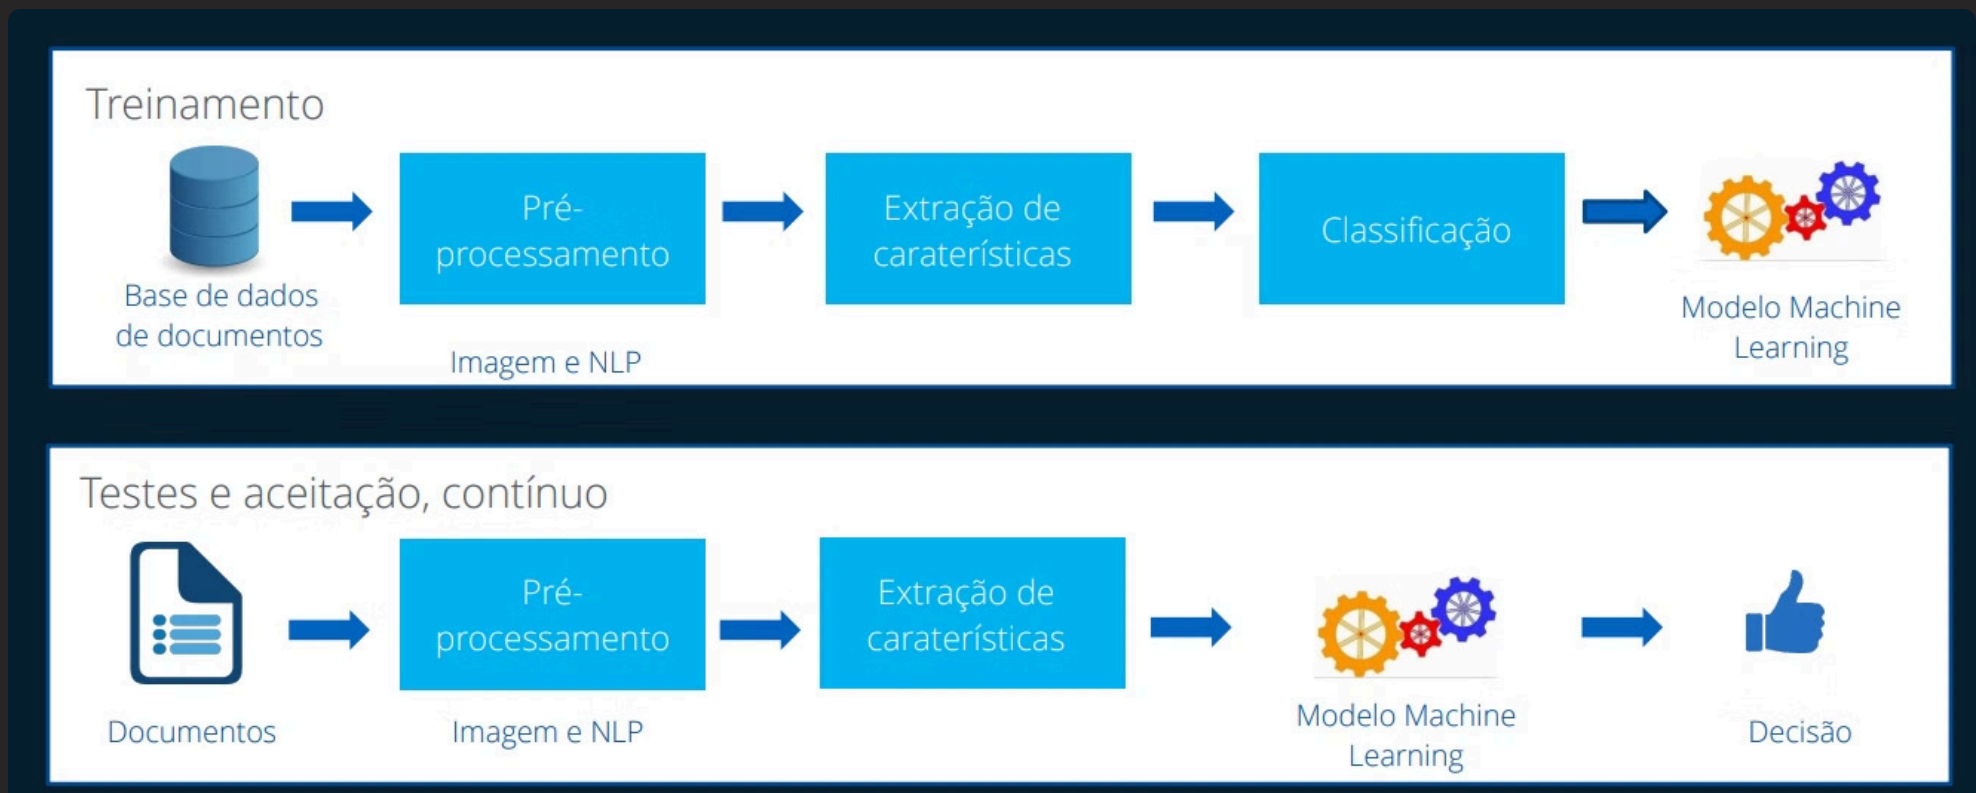 Treinamento
Pré-
processamento
Extração de
caraterísticas
Classificação
Base de dados
de documentos
Imagem e NLP
Modelo Machine
Learning
Testes e aceitação, contínuo
Pré-
processamento
Extração de
caraterísticas
Documentos
Imagem e NLP
Modelo Machine
Learning
Decisão